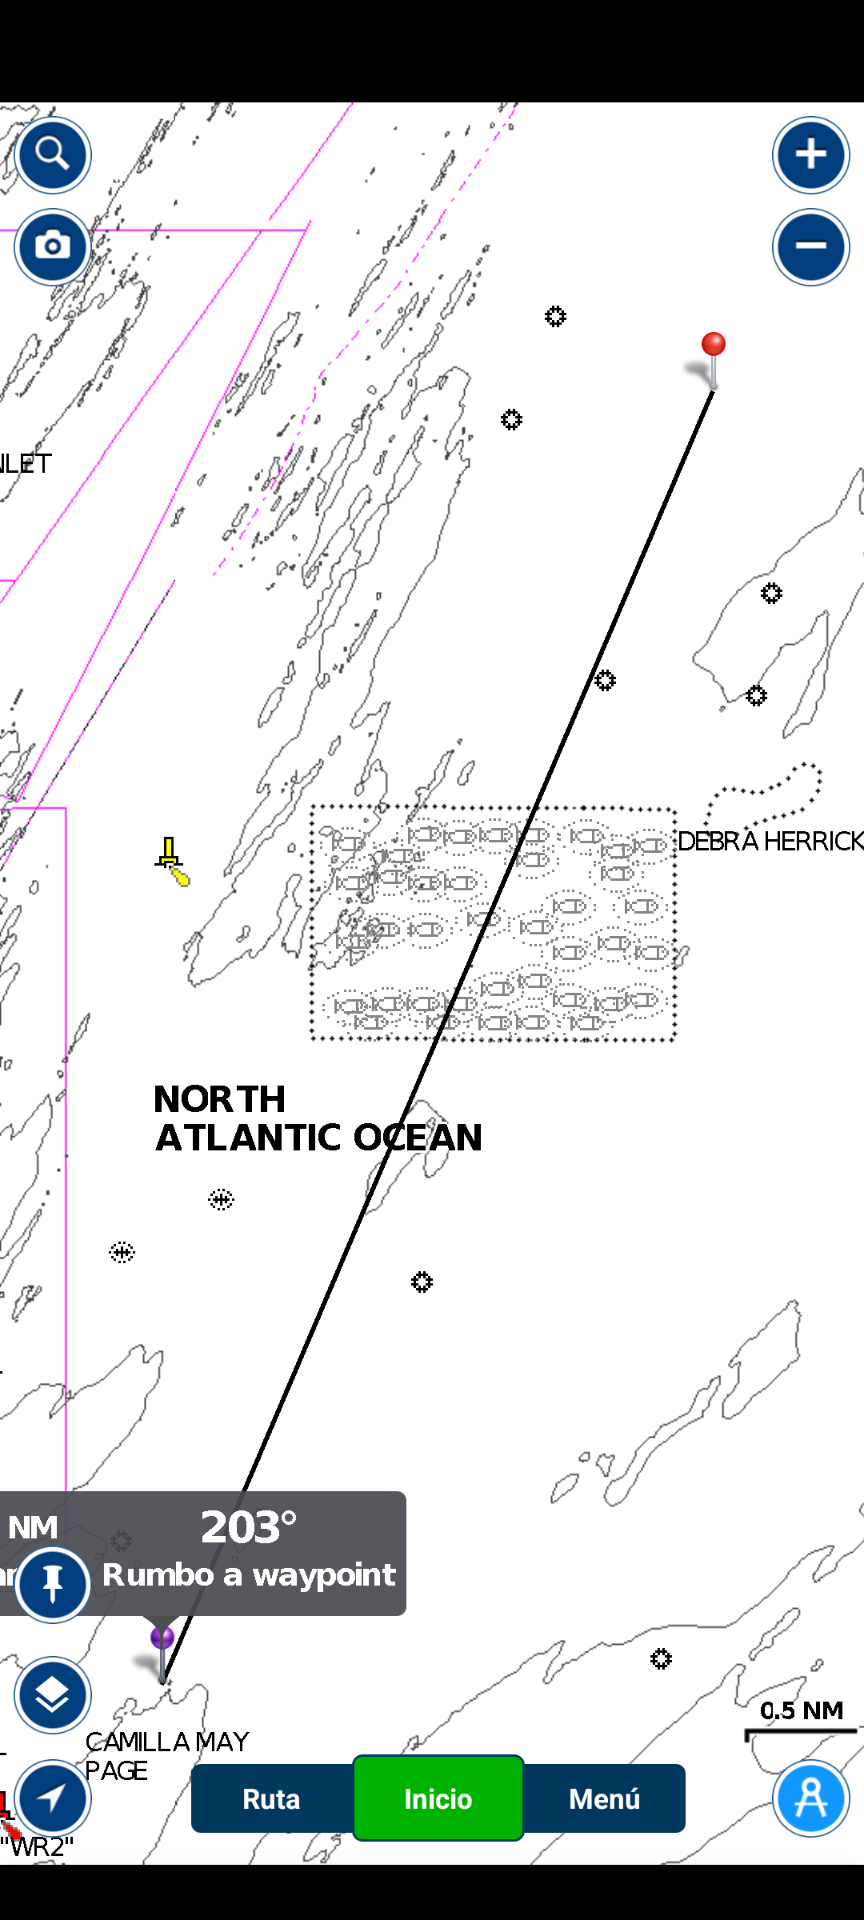 NLET
DEBRA HERRICK
NORTH
ATLANTIC OCEAN
NM
203°
Rumbo a waypoint
0.5 NM
CAMILLA MAY
PAGE
Ruta
Inicio
Menú
"WR2"